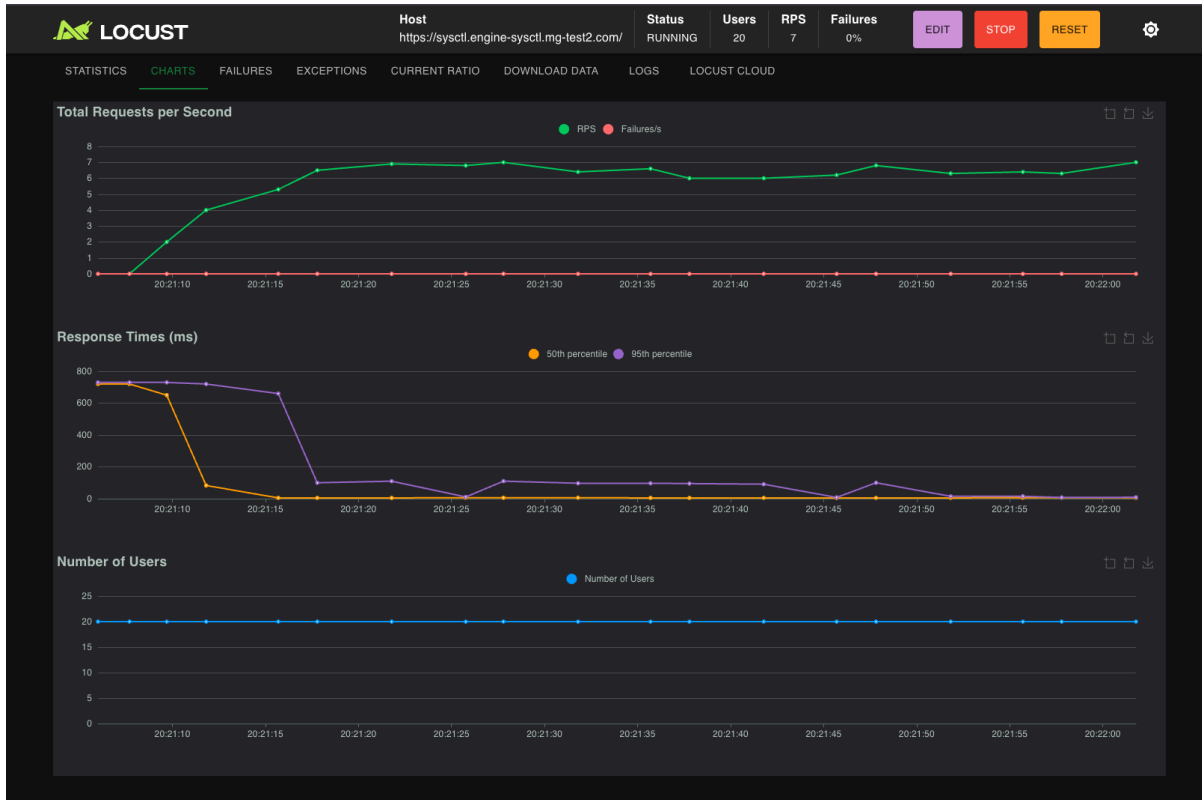 LOCUST
Host
https://sysctl.engine-sysctl.mg-test2.com/
Status
RUNNING
Users
20
RPS
7
Failures
0%
EDIT
STOP
RESET
STATISTICS CHARTS FAILURES EXCEPTIONS CURRENT RATIO DOWNLOAD DATA LOGS LOCUST CLOUD
Total Requests per Second
RPS Failures/s
8
7
6
5
4
3
2
1
0
20:21:10 20:21:15 20:21:20 20:21:25 20:21:30 20:21:35 20:21:40 20:21:45 20:21:50 20:21:55 20:22:00
Response Times (ms)
50th percentile 95th percentile
800
600
400
200
0
20:21:10 20:21:15 20:21:20 20:21:25 20:21:30 20:21:35 20:21:40 20:21:45 20:21:50 20:21:55 20:22:00
Number of Users
Number of Users
25
20
15
10
5
0
20:21:10 20:21:15 20:21:20 20:21:25 20:21:30 20:21:35 20:21:40 20:21:45 20:21:50 20:21:55 20:22:00